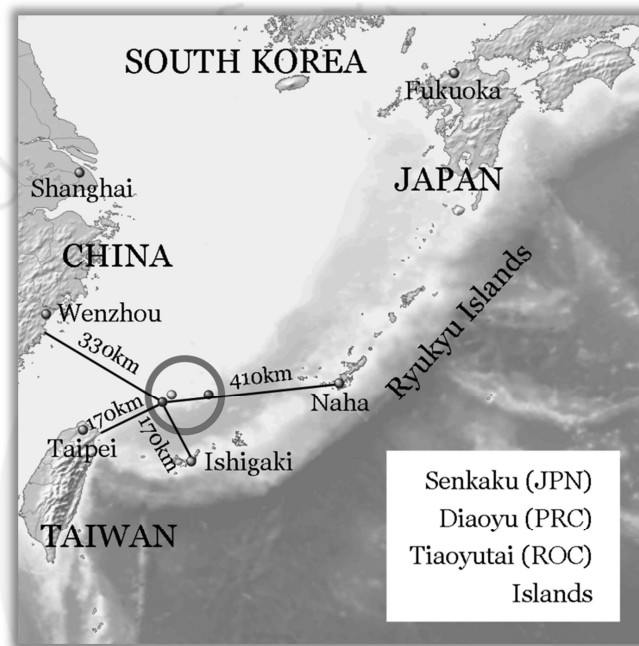 SOUTH KOREA
Fukuoka
Shanghai
JAPAN
CHINA
Wenzhou
Ryukyu Islands
330km
410km
Naha
170km
170km
Taipei
Ishigaki
TAIWAN
Senkaku (JPN)
Diaoyu (PRC)
Tiaoyutai (ROC)
Islands